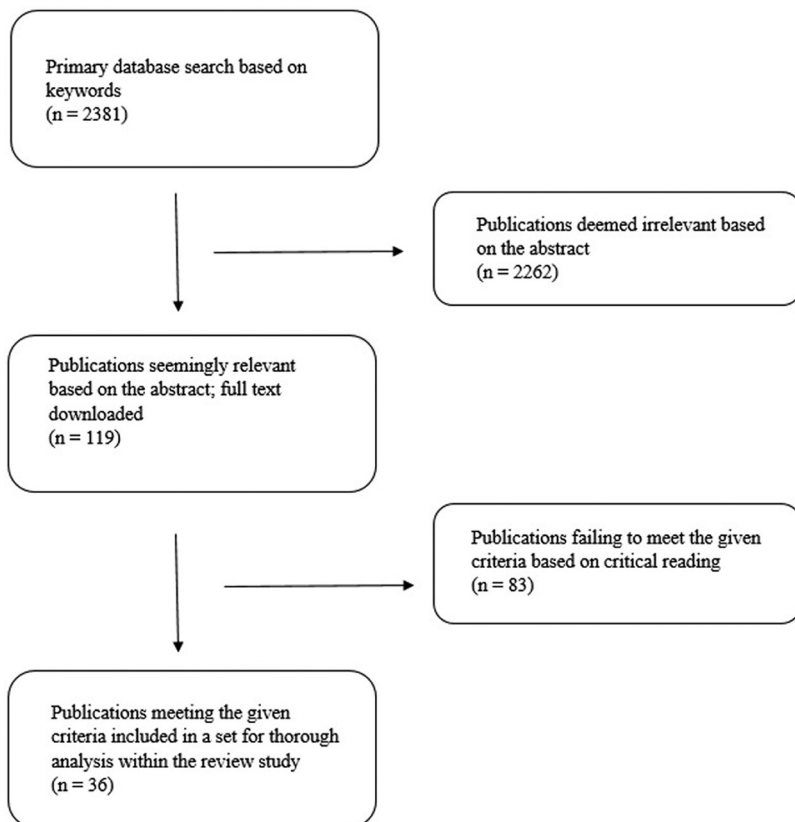 Primary database search based on
keywords
(n = 2381)
Publications deemed irrelevant based
on the abstract
(n = 2262)
Publications seemingly relevant
based on the abstract; full text
downloaded
(n = 119)
Publications failing to meet the given
criteria based on critical reading
(n = 83)
Publications meeting the given
criteria included in a set for thorough
analysis within the review study
(n = 36)